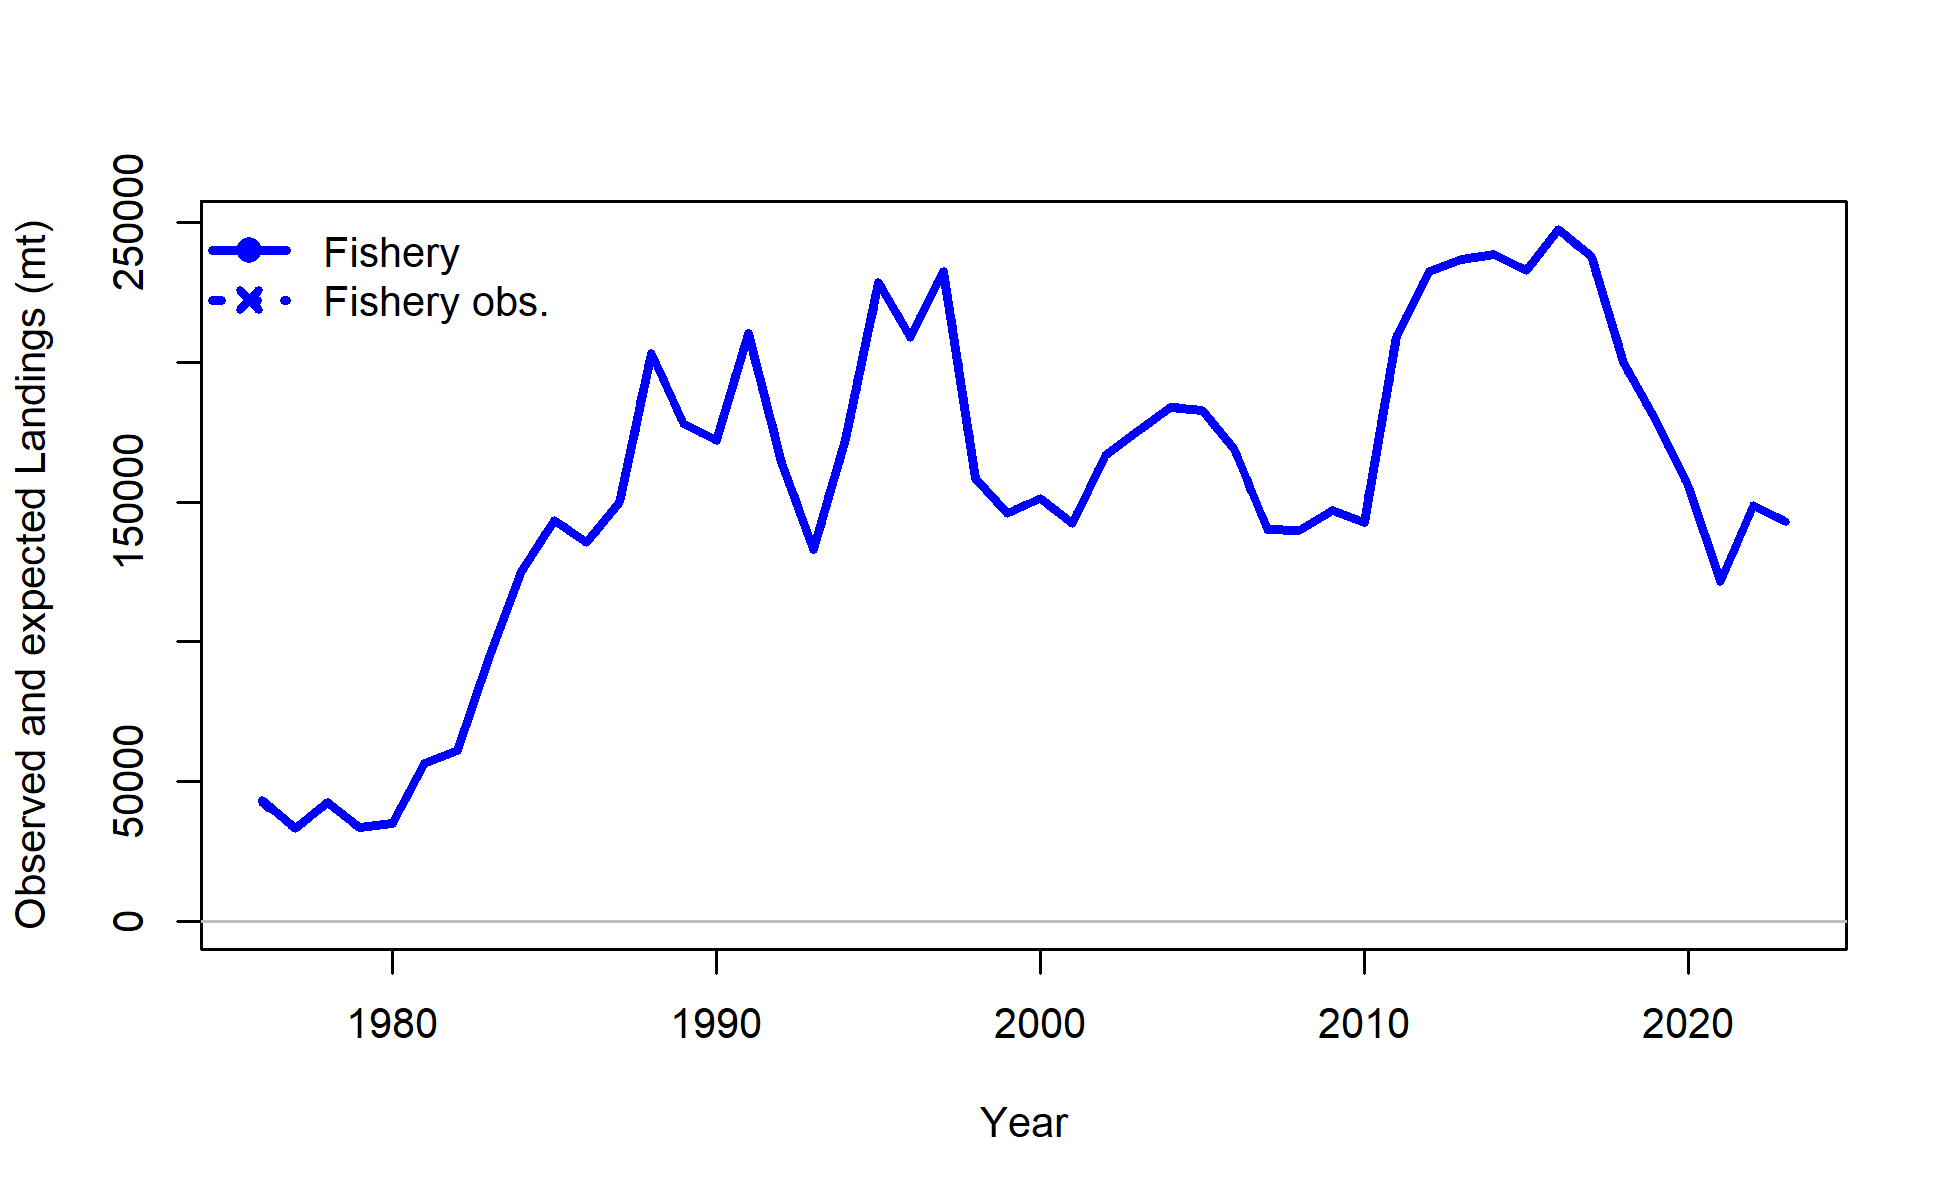 Observed and expected Landings (mt)
250000
150000
50000
0
Fishery
Fishery obs.
1980
1990
2000
2010
2020
Year